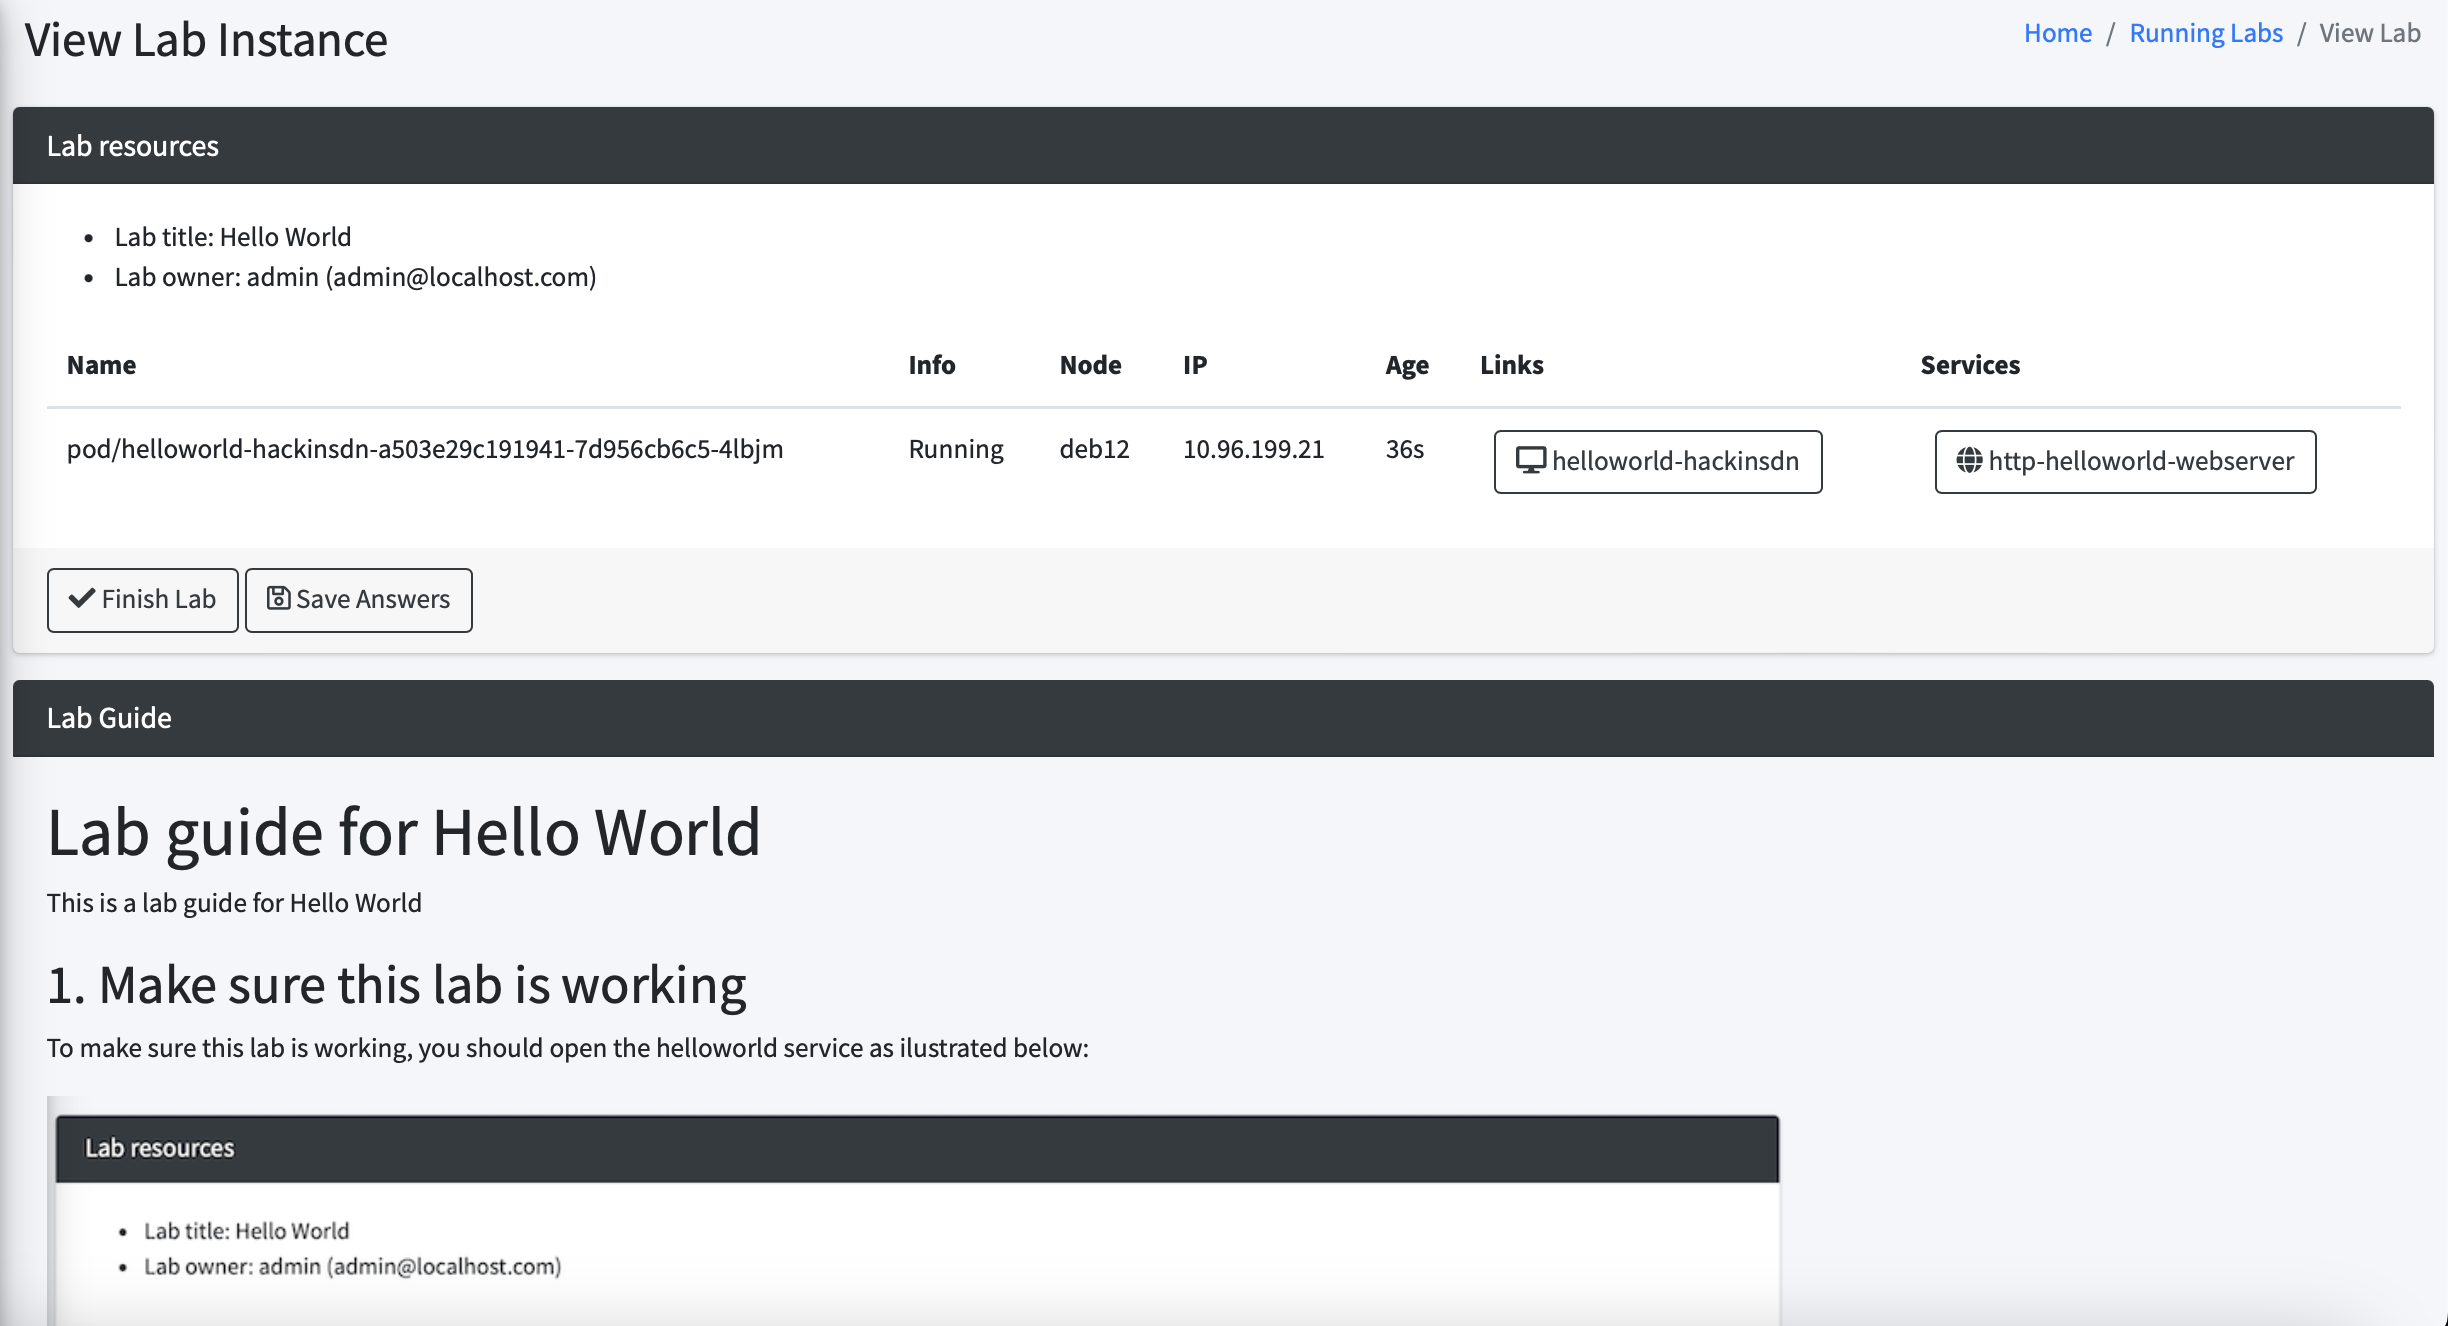 View Lab Instance
Home / Running Labs / View Lab
Lab resources
• Lab title: Hello World
• Lab owner: admin (admin@localhost.com)
Name Info Node IP Age Links Services
pod/helloworld-hackinsdn-a503e29c191941-7d956cb6c5-4lbjm Running deb12 10.96.199.21 36s helloworld-hackinsdn http-helloworld-webserver
Finish Lab Save Answers
Lab Guide
Lab guide for Hello World
This is a lab guide for Hello World
1. Make sure this lab is working
To make sure this lab is working, you should open the helloworld service as ilustrated below:
Lab resources
• Lab title: Hello World
• Lab owner: admin (admin@localhost.com)